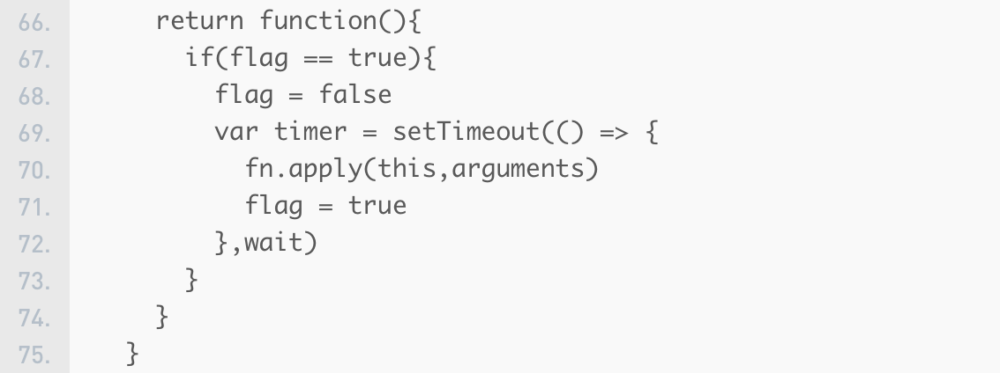 66. return function(){
67. if(flag == true){
68. flag = false
69. var timer = setTimeout(() => {
70. fn.apply(this,arguments)
71. flag = true
72. },wait)
73. }
74. }
75. }